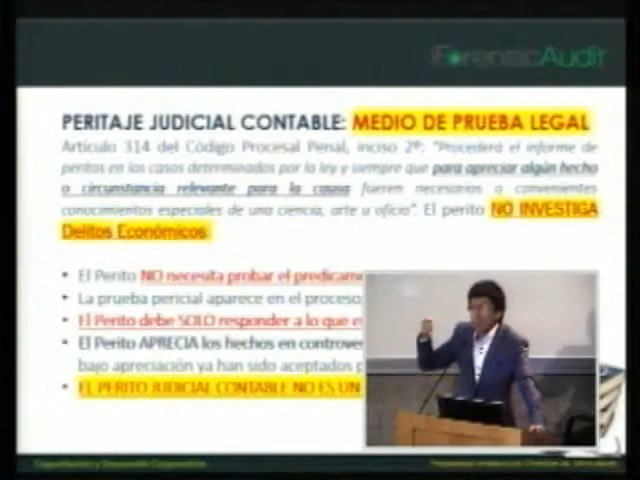 ForensicAudit
PERITAJE JUDICIAL CONTABLE: MEDIO DE PRUEBA LEGAL
Artículo 314 del Código Procesal Penal, inciso 2º: "Procederá el informe de
peritos en los casos determinados por la ley y siempre que para apreciar algún hecho
o circunstancia relevante para la causa fueren necesarios o convenientes
conocimientos especiales de una ciencia, arte u oficio". El perito NO INVESTIGA
Delitos Económicos
• El Perito NO necesita probar el predicam
• La prueba pericial aparece en el proceso
• El Perito debe SOLO responder a lo que e
• El Perito APRECIA los hechos en controve
bajo apreciación ya han sido aceptados p
• EL PERITO JUDICIAL CONTABLE NO ES UN
Capacitación y Desarrollo Corporativo